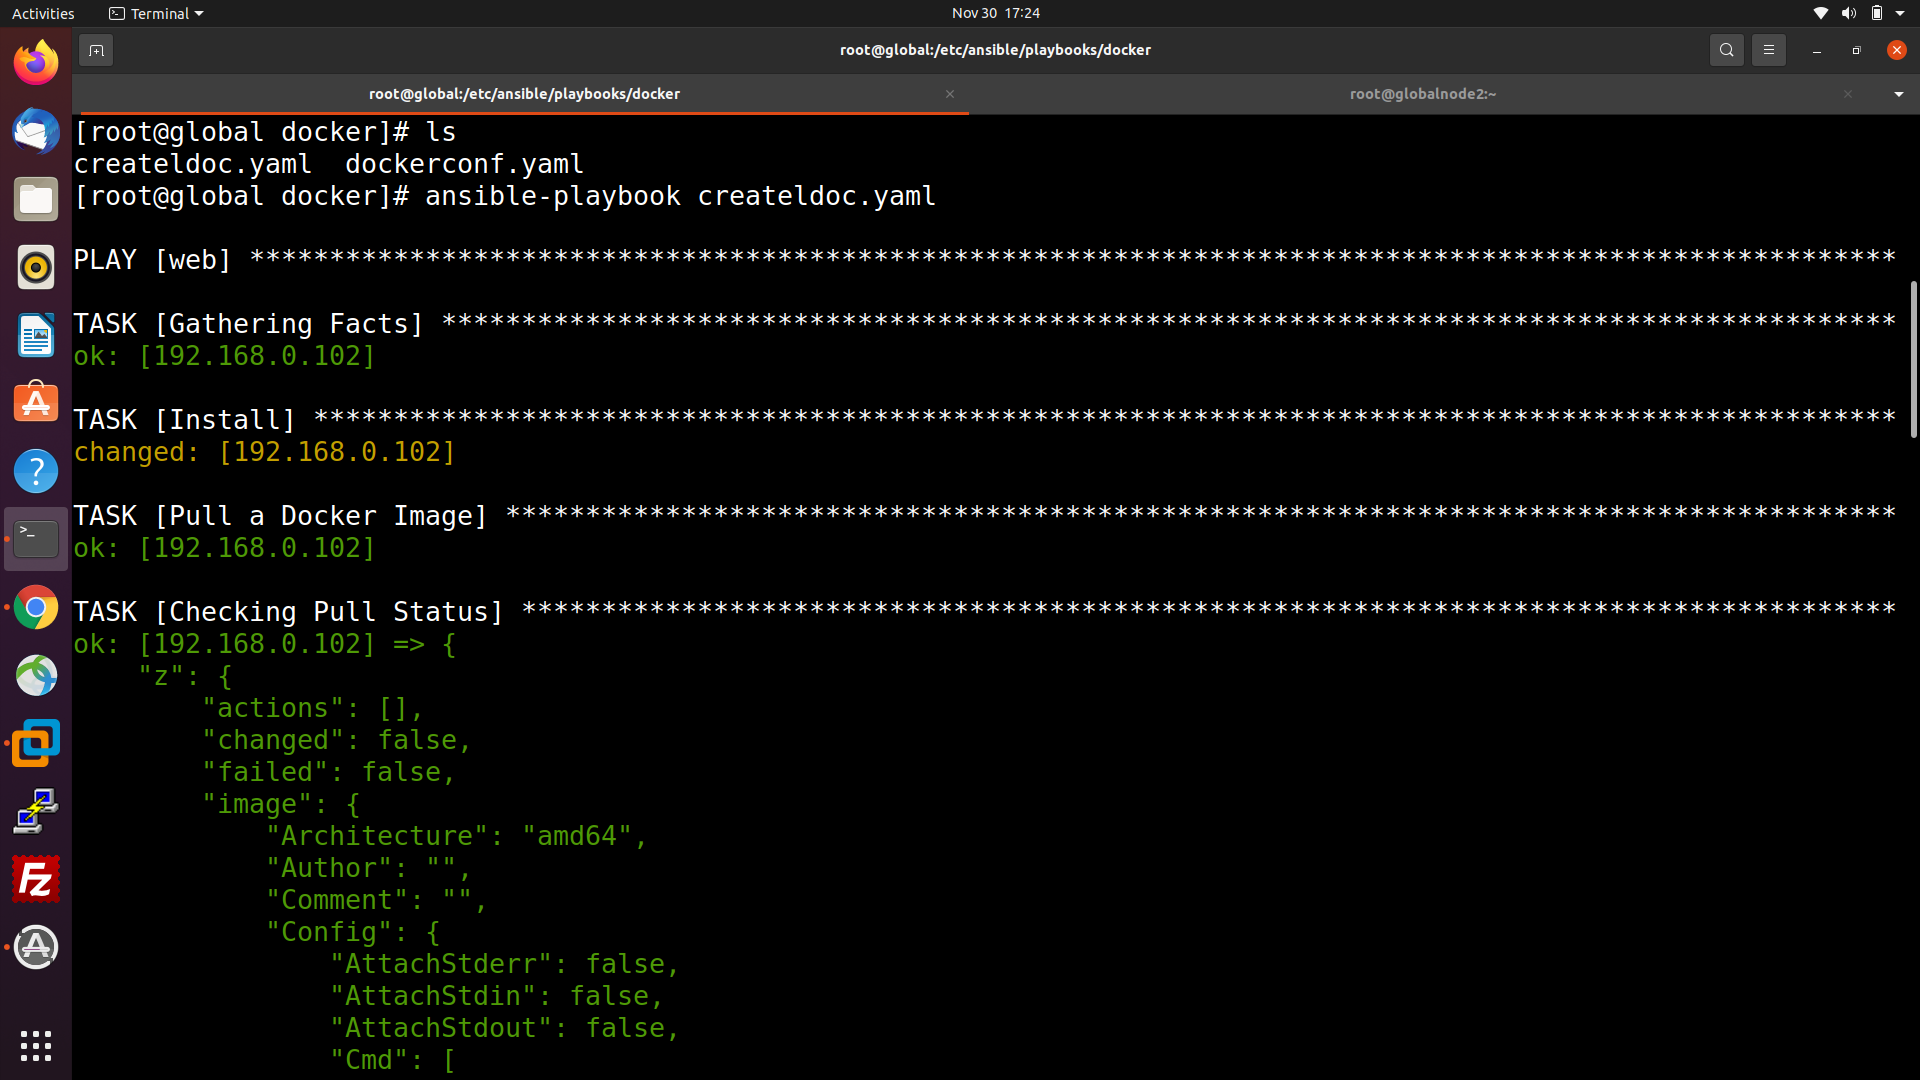 Activities Terminal Nov 30 17:24
root@global:/etc/ansible/playbooks/docker
root@global:/etc/ansible/playbooks/docker root@globalnode2:~
[root@global docker]# ls
createldoc.yaml  dockerconf.yaml
[root@global docker]# ansible-playbook createldoc.yaml
PLAY [web] *******************************************************************************************************
TASK [Gathering Facts] *******************************************************************************************
ok: [192.168.0.102]
TASK [Install] ***************************************************************************************************
changed: [192.168.0.102]
TASK [Pull a Docker Image] ***************************************************************************************
ok: [192.168.0.102]
TASK [Checking Pull Status] **************************************************************************************
ok: [192.168.0.102] => {
    "z": {
        "actions": [],
        "changed": false,
        "failed": false,
        "image": {
            "Architecture": "amd64",
            "Author": "",
            "Comment": "",
            "Config": {
                "AttachStderr": false,
                "AttachStdin": false,
                "AttachStdout": false,
                "Cmd": [